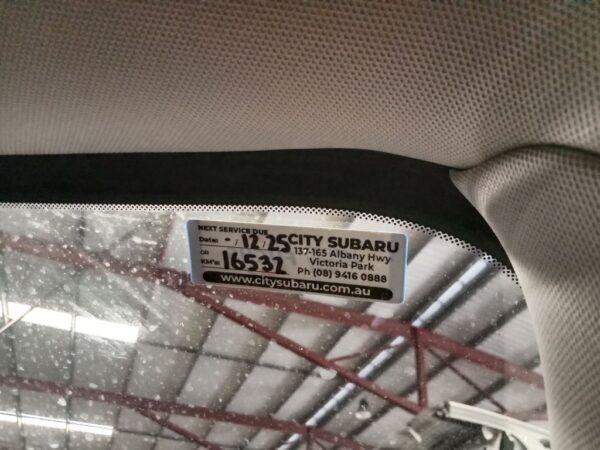 NEXT SERVICE DUE
Date: - / 12 / 25
OR
KM's: 16532
CITY SUBARU
137-165 Albany Hwy
Victoria Park
Ph (08) 9416 0888
www.citysubaru.com.au